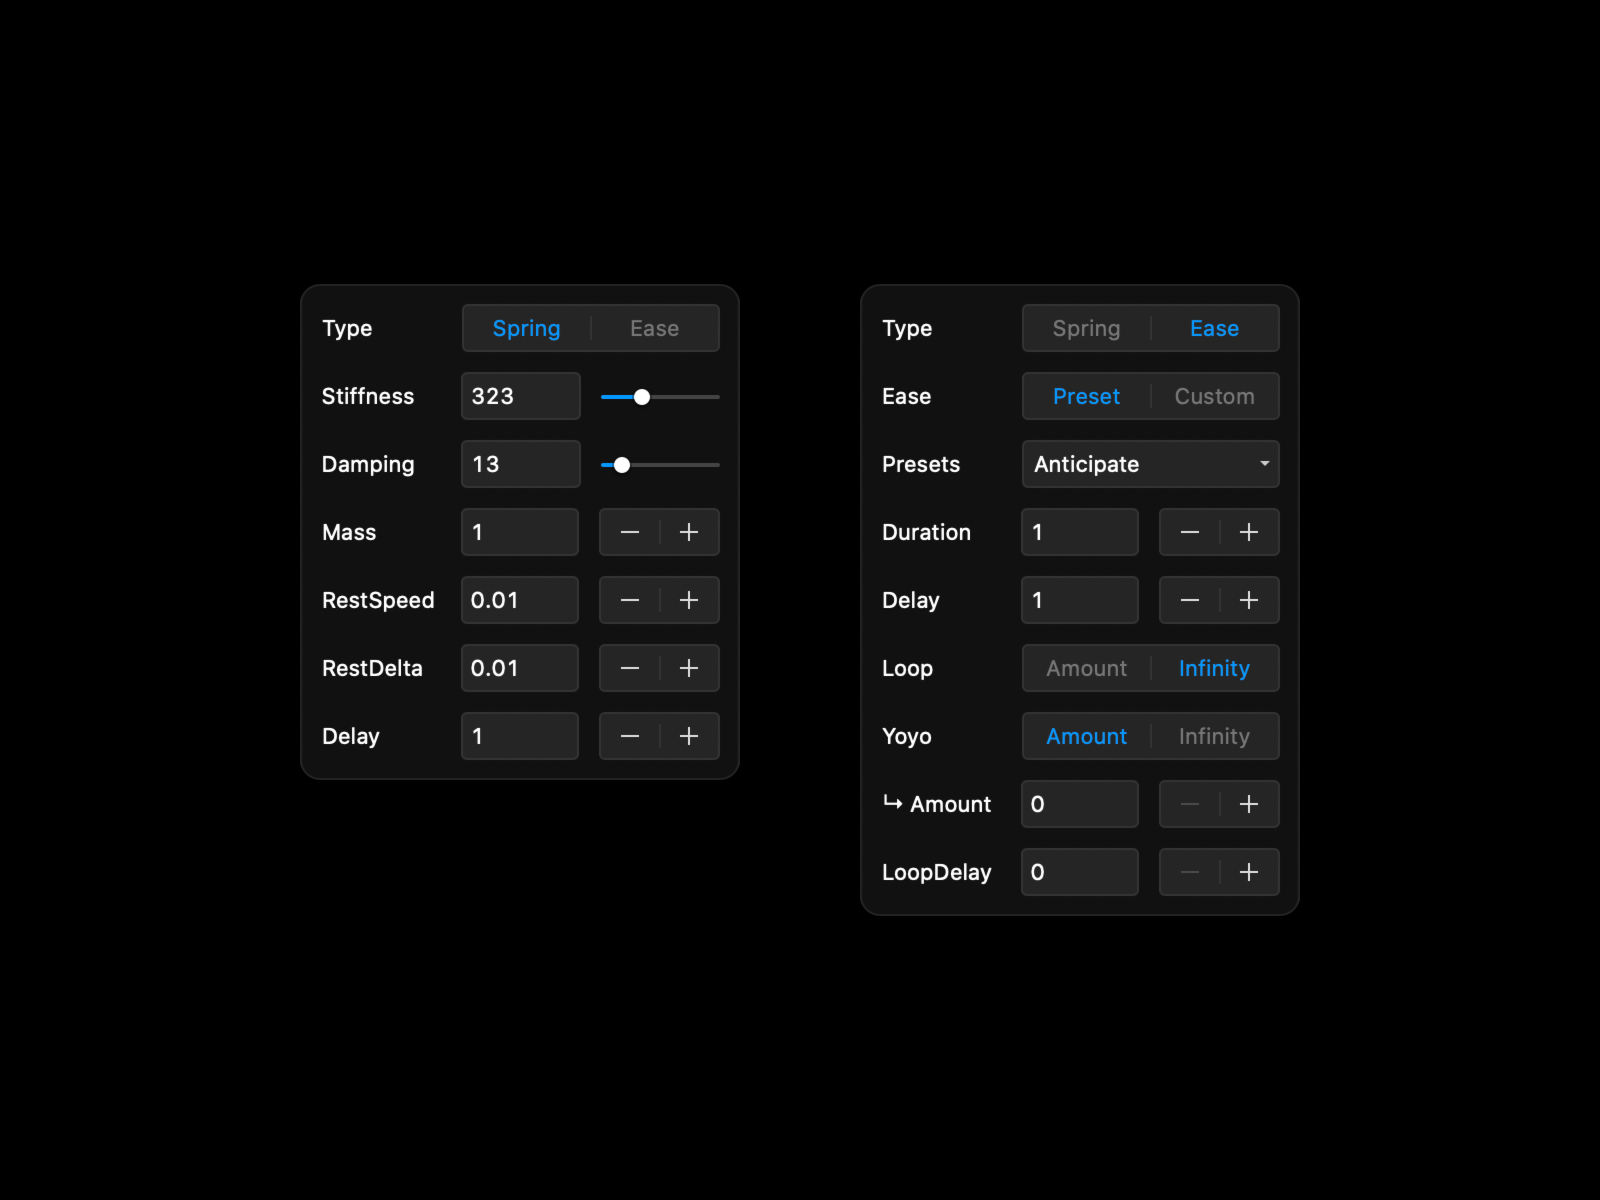 Type Spring Ease
Stiffness 323
Damping 13
Mass 1 — +
RestSpeed 0.01 — +
RestDelta 0.01 — +
Delay 1 — +
Type Spring Ease
Ease Preset Custom
Presets Anticipate
Duration 1 — +
Delay 1 — +
Loop Amount Infinity
Yoyo Amount Infinity
↳ Amount 0 — +
LoopDelay 0 — +